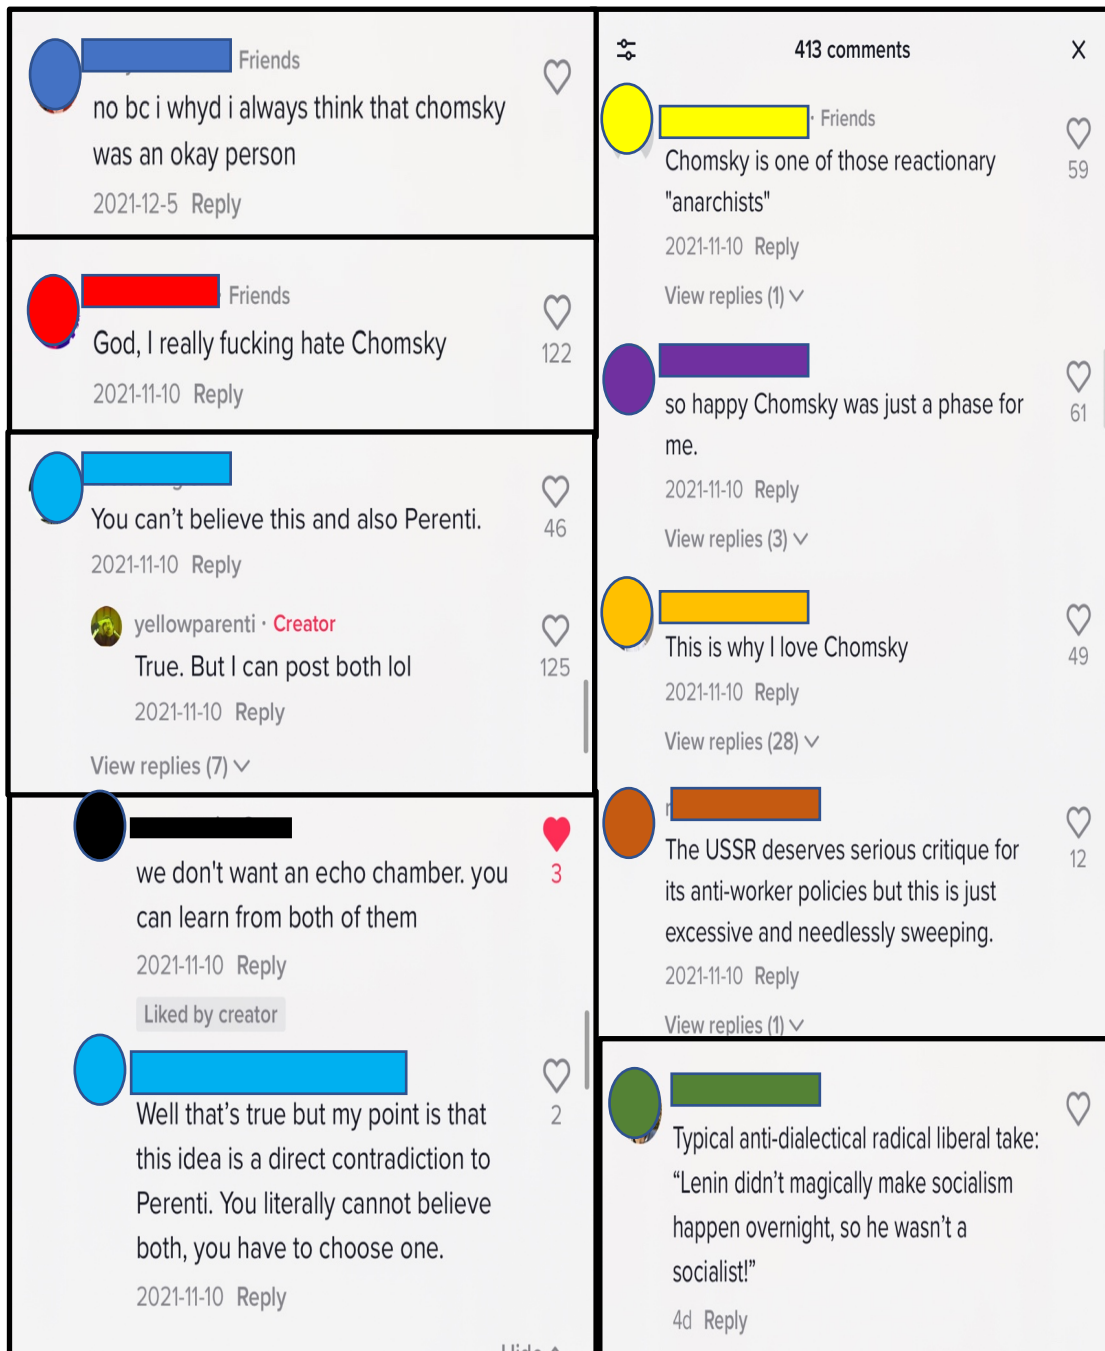 Friends
no bc i whyd i always think that chomsky
was an okay person
2021-12-5 Reply
Friends
God, I really fucking hate Chomsky
122
2021-11-10 Reply
You can't believe this and also Perenti.
46
2021-11-10 Reply
yellowparenti · Creator
True. But I can post both lol
125
2021-11-10 Reply
View replies (7)
we don't want an echo chamber. you
3
can learn from both of them
2021-11-10 Reply
Liked by creator
Well that's true but my point is that
2
this idea is a direct contradiction to
Perenti. You literally cannot believe
both, you have to choose one.
2021-11-10 Reply
413 comments
· Friends
Chomsky is one of those reactionary
59
"anarchists"
2021-11-10 Reply
View replies (1)
so happy Chomsky was just a phase for
61
me.
2021-11-10 Reply
View replies (3)
This is why I love Chomsky
49
2021-11-10 Reply
View replies (28)
The USSR deserves serious critique for
12
its anti-worker policies but this is just
excessive and needlessly sweeping.
2021-11-10 Reply
View replies (1)
Typical anti-dialectical radical liberal take:
“Lenin didn't magically make socialism
happen overnight, so he wasn't a
socialist!”
4d Reply